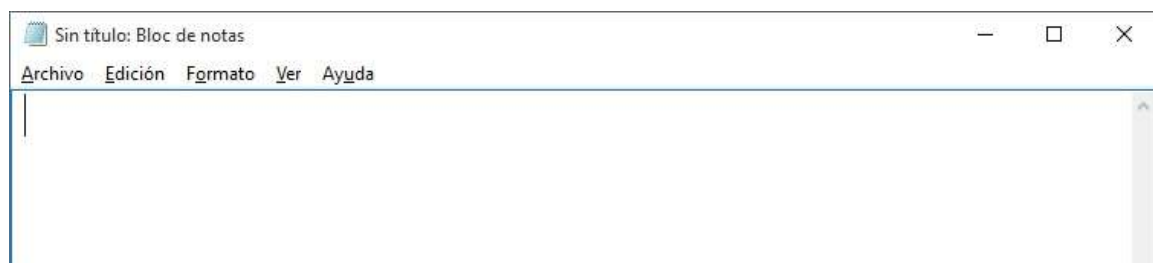 Sin título: Bloc de notas
Archivo Edición Formato Ver Ayuda